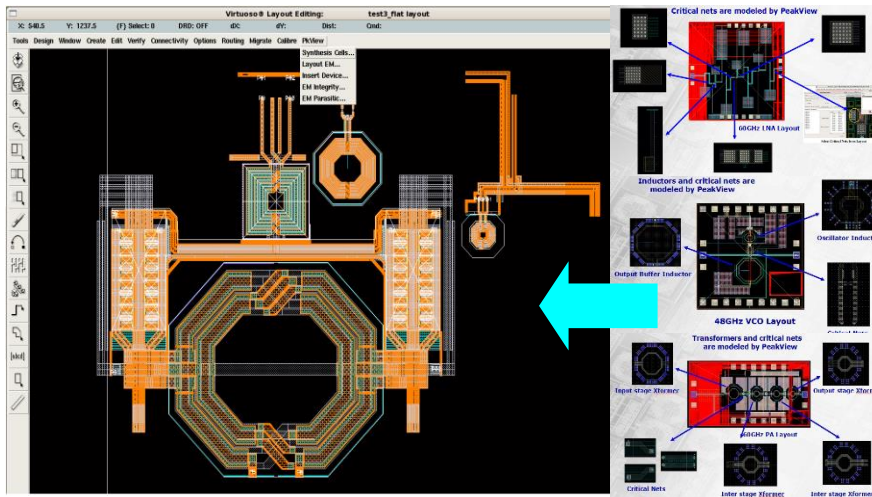 Virtuoso® Layout Editing: test3_flat layout
X: 540.5 Y: 1237.5 (F) Select: 0 DRD: OFF dX: dY: Dist: Cmd:
Tools Design Window Create Edit Verify Connectivity Options Routing Migrate Calibre PkView
Synthesis Cells...
Layout EM...
Insert Device...
EM Integrity...
EM Parasitic...
[abcd]
Critical nets are modeled by PeakView
60GHz LNA Layout
Inductors and critical nets are
modeled by PeakView
Oscillator Induct
Output Buffer Inductor
48GHz VCO Layout
Critical Nets
Transformers and critical nets
are modeled by PeakView
Input stage Xformer
Output stage Xform
60GHz PA Layout
Critical Nets
Inter stage Xformer
Inter stage Xformer